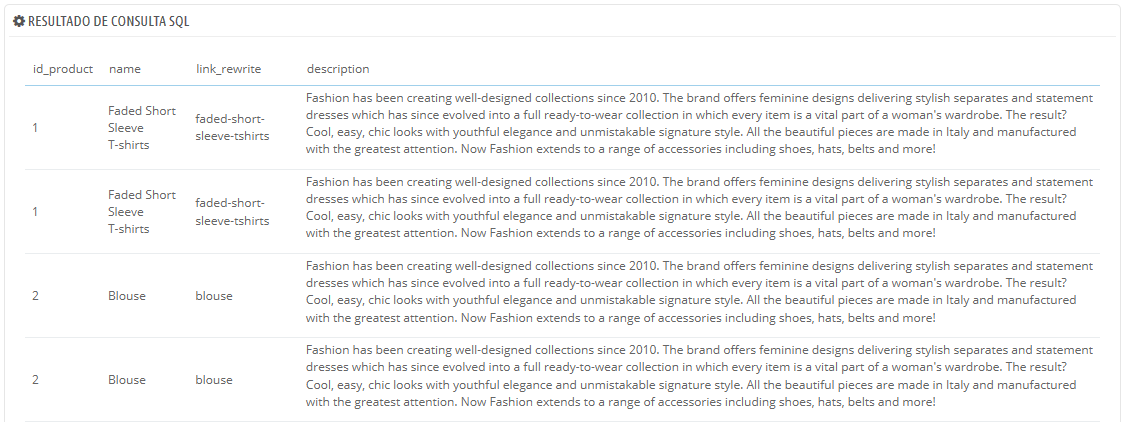 RESULTADO DE CONSULTA SQL
id_product name link_rewrite description
Fashion has been creating well-designed collections since 2010. The brand offers feminine designs delivering stylish separates and statement
Faded Short
dresses which has since evolved into a full ready-to-wear collection in which every item is a vital part of a woman's wardrobe. The result?
faded-short-
1
Sleeve
Cool, easy, chic looks with youthful elegance and unmistakable signature style. All the beautiful pieces are made in Italy and manufactured
sleeve-tshirts
T-shirts
with the greatest attention. Now Fashion extends to a range of accessories including shoes, hats, belts and more!
Fashion has been creating well-designed collections since 2010. The brand offers feminine designs delivering stylish separates and statement
Faded Short
dresses which has since evolved into a full ready-to-wear collection in which every item is a vital part of a woman's wardrobe. The result?
faded-short-
1
Sleeve
Cool, easy, chic looks with youthful elegance and unmistakable signature style. All the beautiful pieces are made in Italy and manufactured
sleeve-tshirts
T-shirts
with the greatest attention. Now Fashion extends to a range of accessories including shoes, hats, belts and more!
Fashion has been creating well-designed collections since 2010. The brand offers feminine designs delivering stylish separates and statement
dresses which has since evolved into a full ready-to-wear collection in which every item is a vital part of a woman's wardrobe. The result?
2 Blouse blouse
Cool, easy, chic looks with youthful elegance and unmistakable signature style. All the beautiful pieces are made in Italy and manufactured
with the greatest attention. Now Fashion extends to a range of accessories including shoes, hats, belts and more!
Fashion has been creating well-designed collections since 2010. The brand offers feminine designs delivering stylish separates and statement
dresses which has since evolved into a full ready-to-wear collection in which every item is a vital part of a woman's wardrobe. The result?
2 Blouse blouse
Cool, easy, chic looks with youthful elegance and unmistakable signature style. All the beautiful pieces are made in Italy and manufactured
with the greatest attention. Now Fashion extends to a range of accessories including shoes, hats, belts and more!